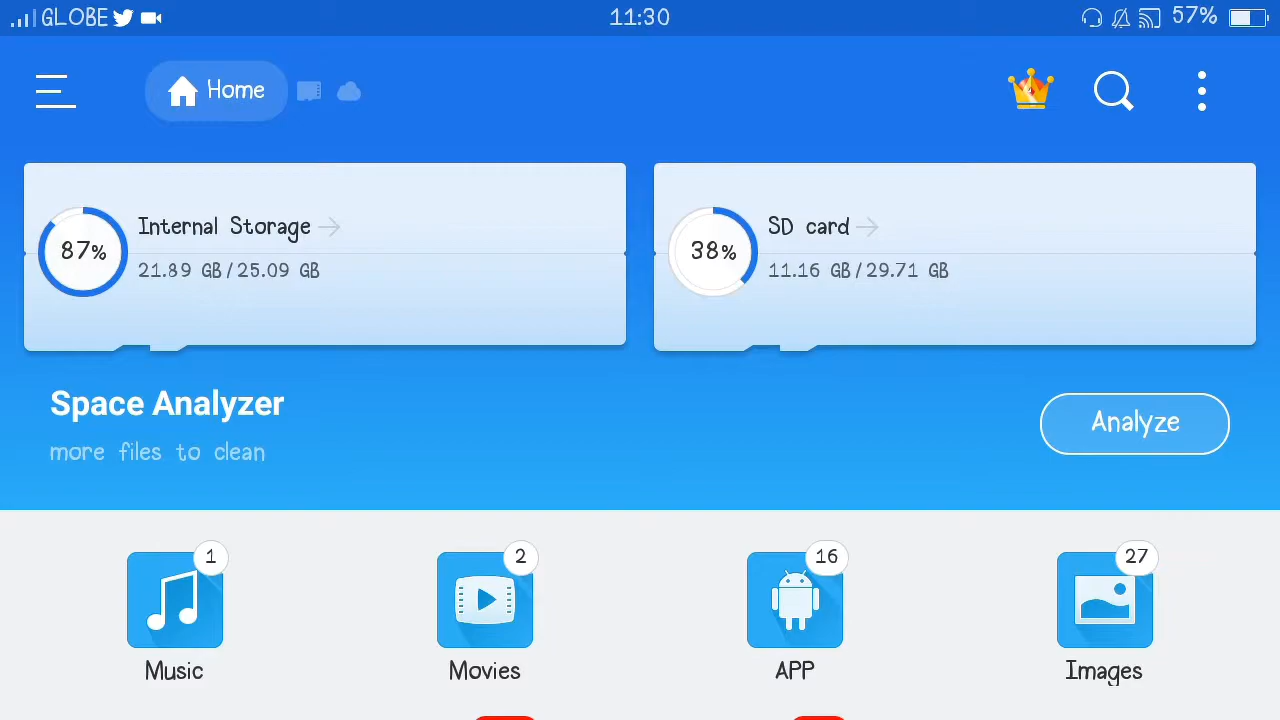 GLOBE 11:30 57%
Home
87% Internal Storage
21.89 GB / 25.09 GB
38% SD card
11.16 GB / 29.71 GB
Space Analyzer
more files to clean
Analyze
1 2 16 27
Music Movies APP Images